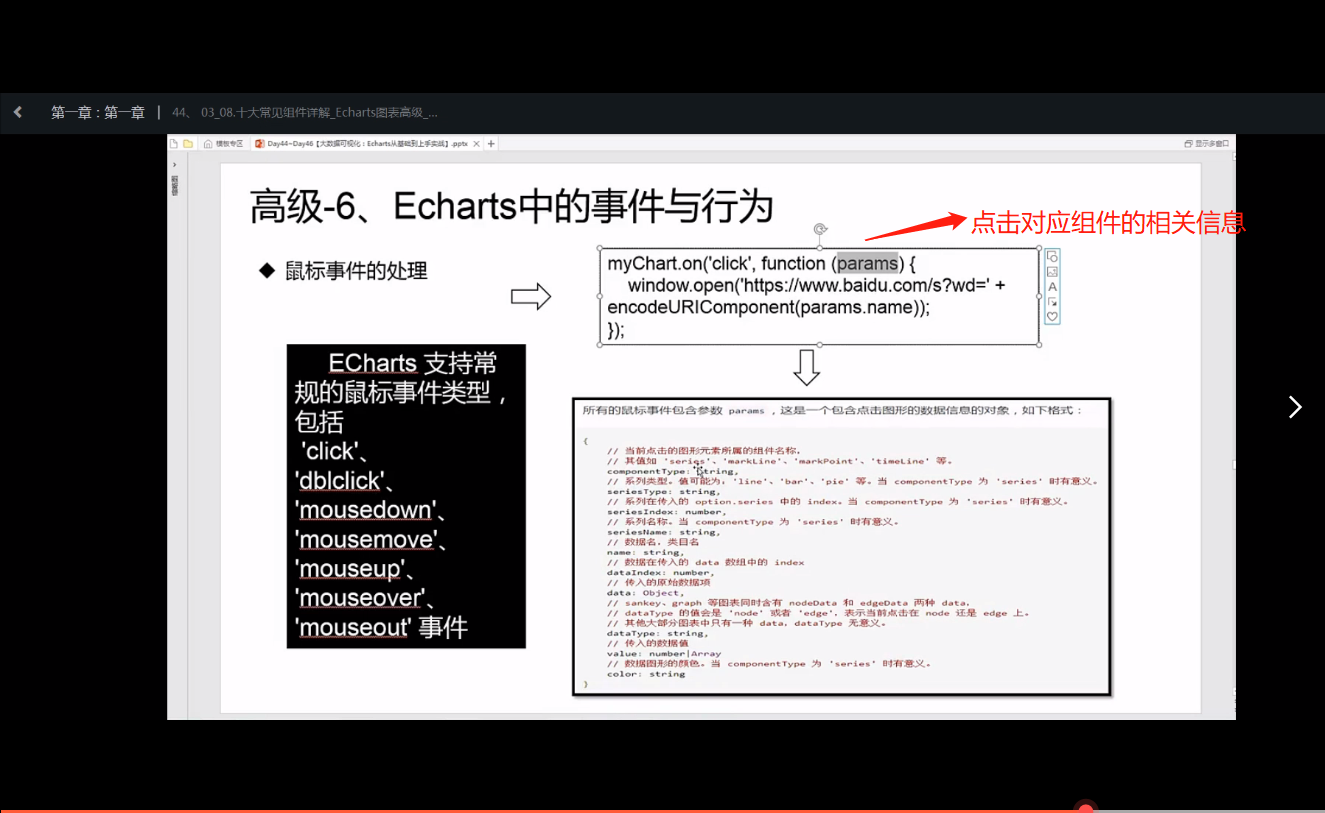 第一章：第一章 | 44、 03_08.十大常见组件详解_Echarts图表高级_...
模板专区 Day44~Day46【大数据可视化：Echarts从基础到上手实战】.pptx × +
显示多窗口
高级-6、Echarts中的事件与行为
点击对应组件的相关信息
◆ 鼠标事件的处理
myChart.on('click', function (params) {
window.open('https://www.baidu.com/s?wd=' +
encodeURIComponent(params.name));
});
A
ECharts 支持常
规的鼠标事件类型，
包括
'click'、
'dblclick'、
'mousedown'、
'mousemove'、
'mouseup'、
'mouseover'、
'mouseout' 事件
所有的鼠标事件包含参数 params ，这是一个包含点击图形的数据信息的对象，如下格式：
{
// 当前点击的图形元素所属的组件名称，
// 其值如 'series'、'markLine'、'markPoint'、'timeLine' 等。
componentType: string,
// 系列类型。值可能为：'line'、'bar'、'pie' 等。当 componentType 为 'series' 时有意义。
seriesType: string,
// 系列在传入的 option.series 中的 index。当 componentType 为 'series' 时有意义。
seriesIndex: number,
// 系列名称。当 componentType 为 'series' 时有意义。
seriesName: string,
// 数据名，类目名
name: string,
// 数据在传入的 data 数组中的 index
dataIndex: number,
// 传入的原始数据项
data: Object,
// sankey、graph 等图表同时含有 nodeData 和 edgeData 两种 data，
// dataType 的值会是 'node' 或者 'edge'，表示当前点击在 node 还是 edge 上。
// 其他大部分图表中只有一种 data，dataType 无意义。
dataType: string,
// 传入的数据值
value: number|Array
// 数据图形的颜色。当 componentType 为 'series' 时有意义。
color: string
}